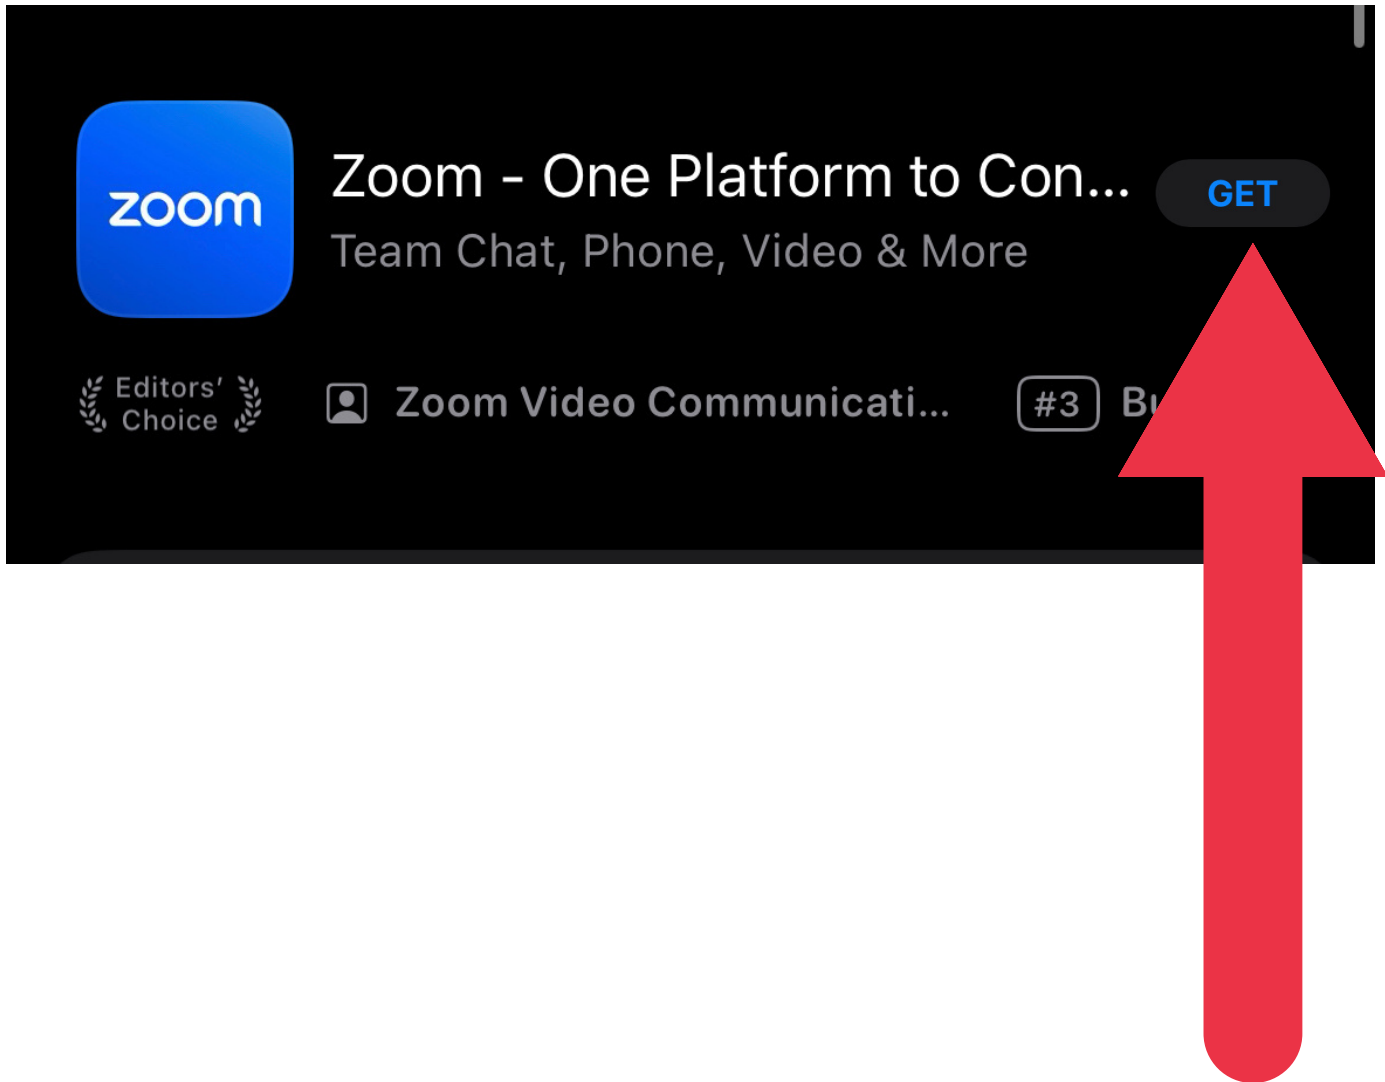 zoom
Zoom - One Platform to Con...
Team Chat, Phone, Video & More
GET
Editors’
Choice
Zoom Video Communicati...
#3